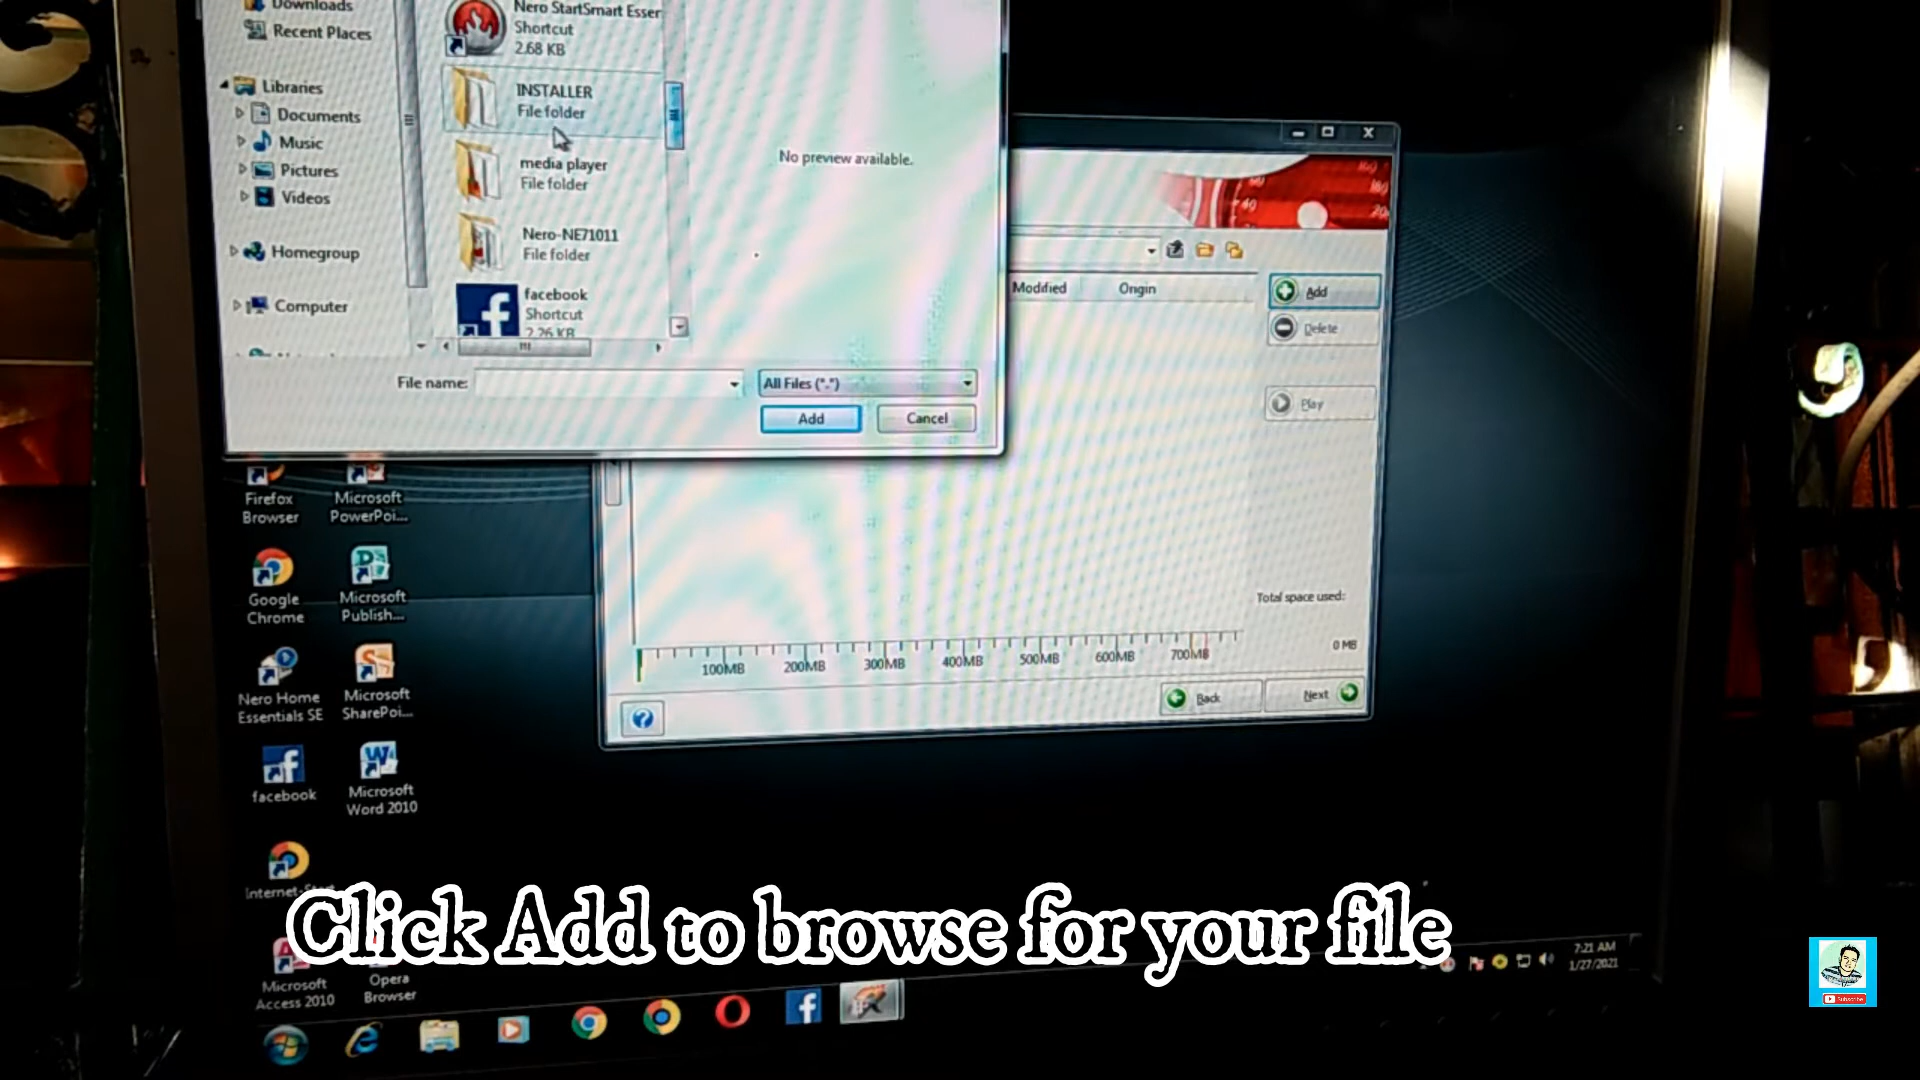 Downloads
Recent Places
Libraries
Documents
Music
Pictures
Videos
Homegroup
Computer
Nero StartSmart Esser
Shortcut
2.68 KB
INSTALLER
File folder
media player
File folder
Nero-NE71011
File folder
facebook
Shortcut
2.26 KB
No preview available.
File name:
All Files (*.*)
Add
Cancel
Modified
Origin
Add
Delete
Play
Total space used:
0 MB
100MB
200MB
300MB
400MB
500MB
600MB
700MB
Back
Next
Firefox
Browser
Microsoft
PowerPoi...
Google
Chrome
Microsoft
Publish...
Nero Home
Essentials SE
Microsoft
SharePoi...
facebook
Microsoft
Word 2010
Click Add to browse for your file
Microsoft
Access 2010
Opera
Browser
7:21 AM
1/27/2021
Subscribe